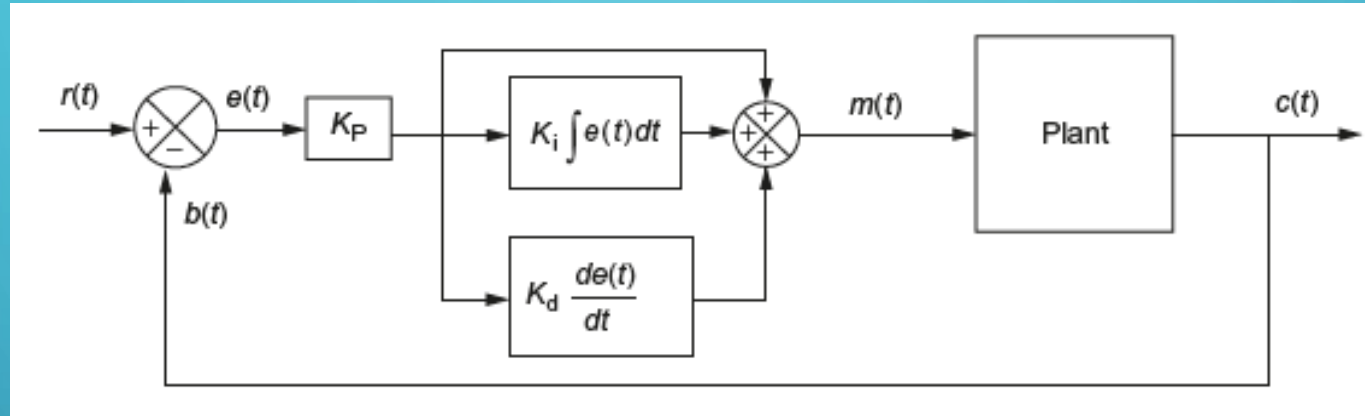 r(t)
e(t)
K_P
K_i ∫e(t)dt
m(t)
Plant
c(t)
+
−
+
+
+
b(t)
K_d de(t)/dt